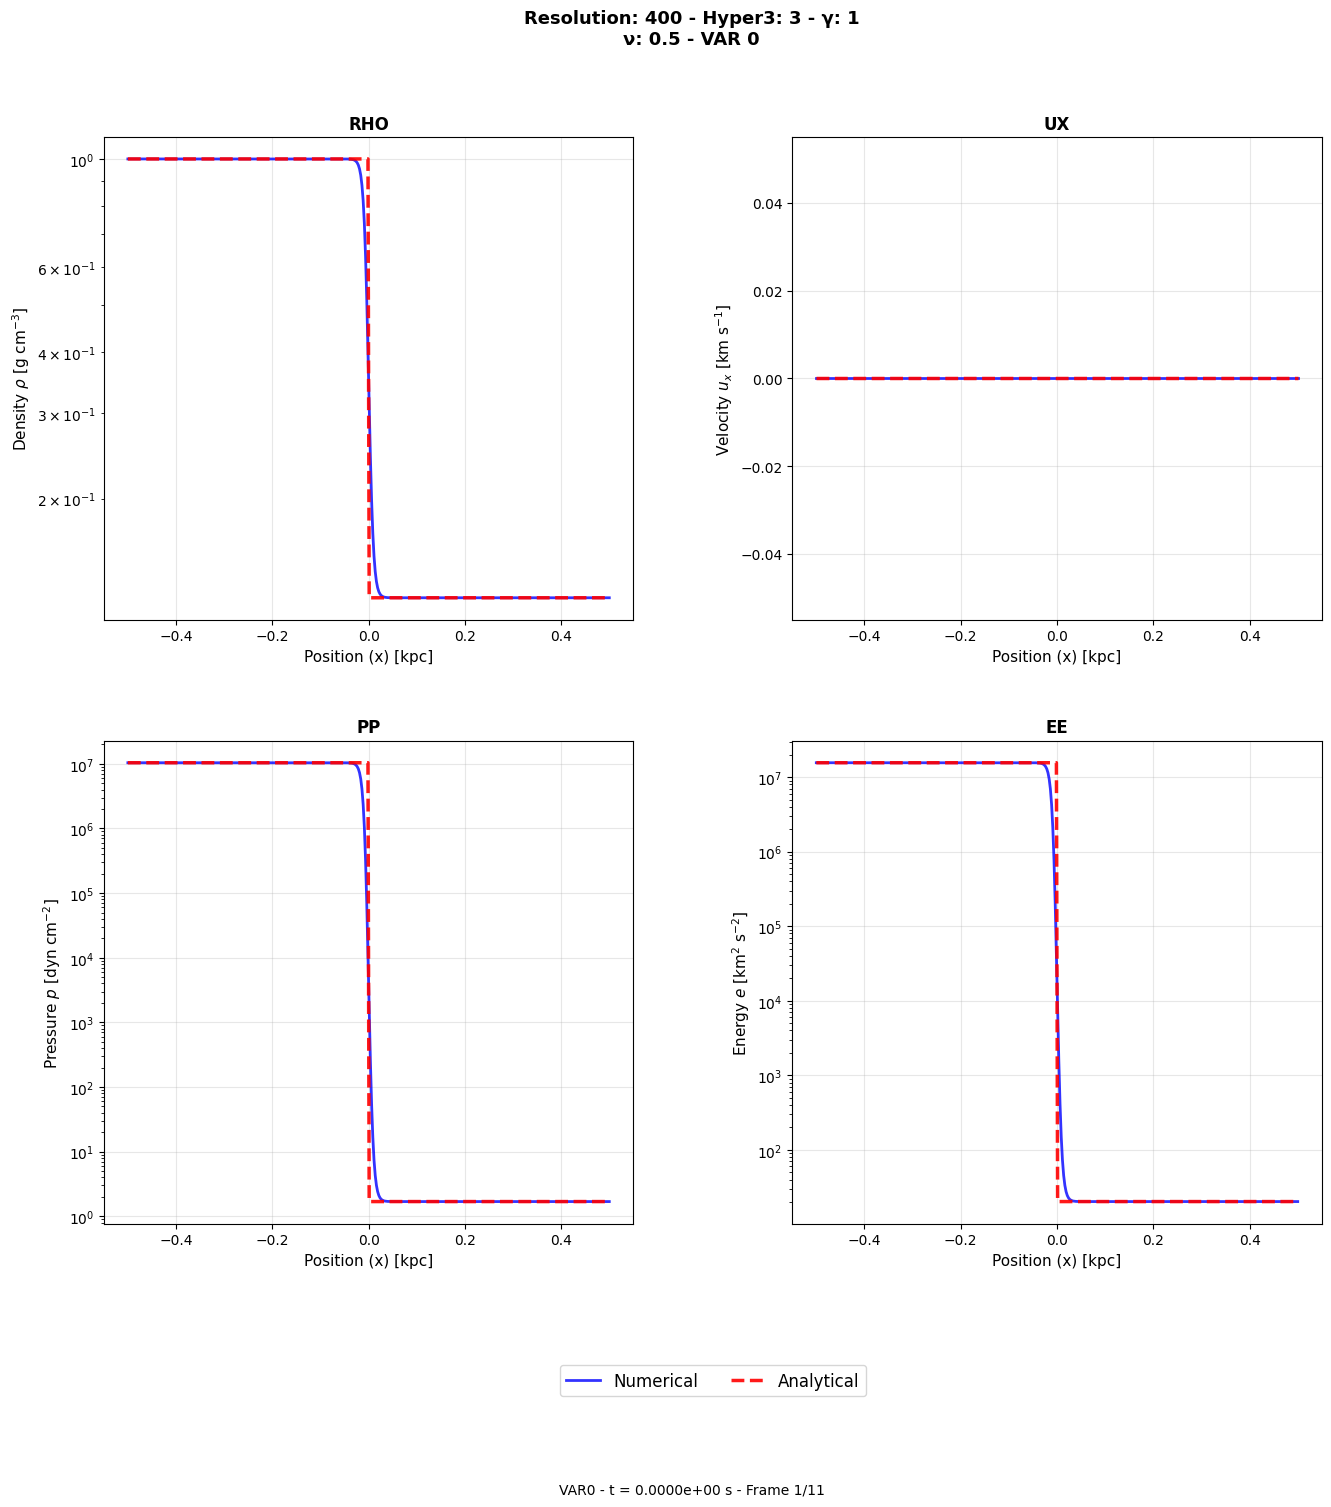 Resolution: 400 - Hyper3: 3 - γ: 1
ν: 0.5 - VAR 0
RHO
Density ρ [g cm⁻³]
10⁰
6 × 10⁻¹
4 × 10⁻¹
3 × 10⁻¹
2 × 10⁻¹
−0.4 −0.2 0.0 0.2 0.4
Position (x) [kpc]
UX
Velocity uₓ [km s⁻¹]
0.04
0.02
0.00
−0.02
−0.04
−0.4 −0.2 0.0 0.2 0.4
Position (x) [kpc]
PP
Pressure p [dyn cm⁻²]
10⁷
10⁶
10⁵
10⁴
10³
10²
10¹
10⁰
−0.4 −0.2 0.0 0.2 0.4
Position (x) [kpc]
EE
Energy e [km² s⁻²]
10⁷
10⁶
10⁵
10⁴
10³
10²
−0.4 −0.2 0.0 0.2 0.4
Position (x) [kpc]
Numerical Analytical
VAR0 - t = 0.0000e+00 s - Frame 1/11